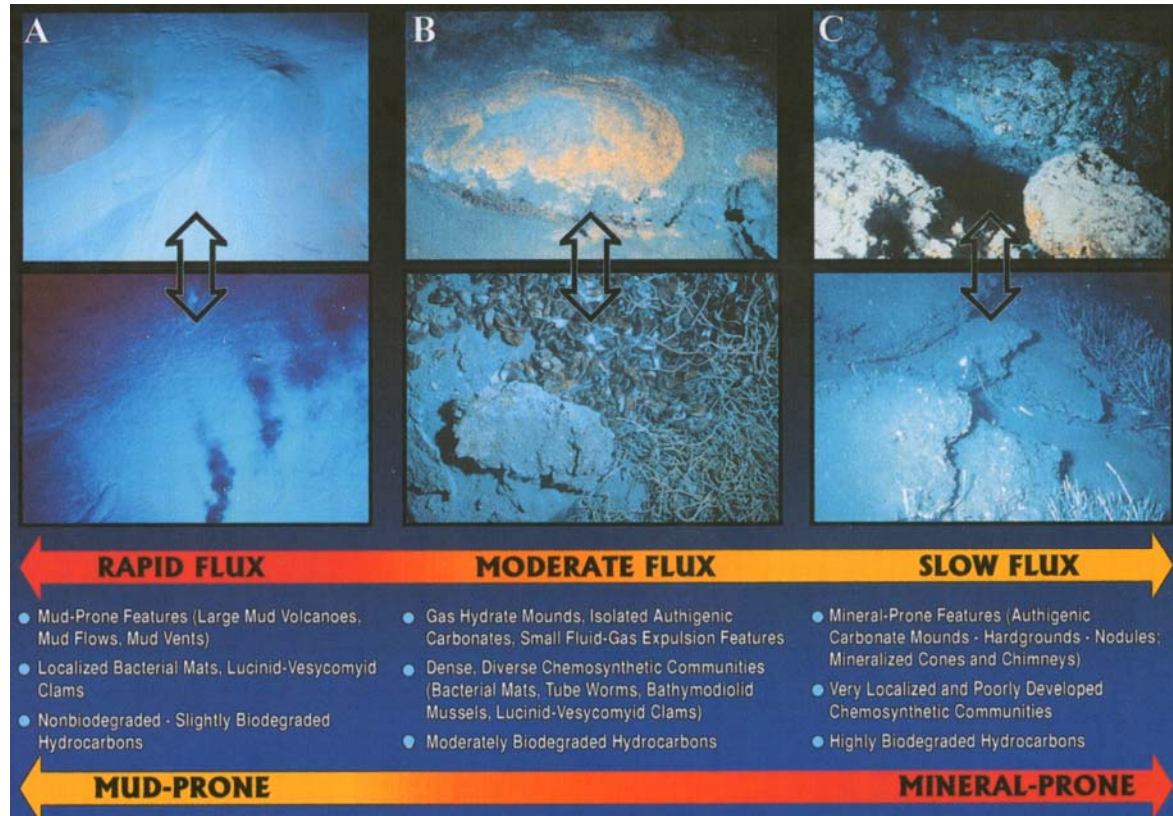 A
B
C
RAPID FLUX
MODERATE FLUX
SLOW FLUX
Mud-Prone Features (Large Mud Volcanoes,
Mud Flows, Mud Vents)
Localized Bacterial Mats, Lucinid-Vesycomyid
Clams
Nonbiodegraded - Slightly Biodegraded
Hydrocarbons
Gas Hydrate Mounds, Isolated Authigenic
Carbonates, Small Fluid-Gas Expulsion Features
Dense, Diverse Chemosynthetic Communities
(Bacterial Mats, Tube Worms, Bathymodiolid
Mussels, Lucinid-Vesycomyid Clams)
Moderately Biodegraded Hydrocarbons
Mineral-Prone Features (Authigenic
Carbonate Mounds - Hardgrounds - Nodules;
Mineralized Cones and Chimneys)
Very Localized and Poorly Developed
Chemosynthetic Communities
Highly Biodegraded Hydrocarbons
MUD-PRONE
MINERAL-PRONE